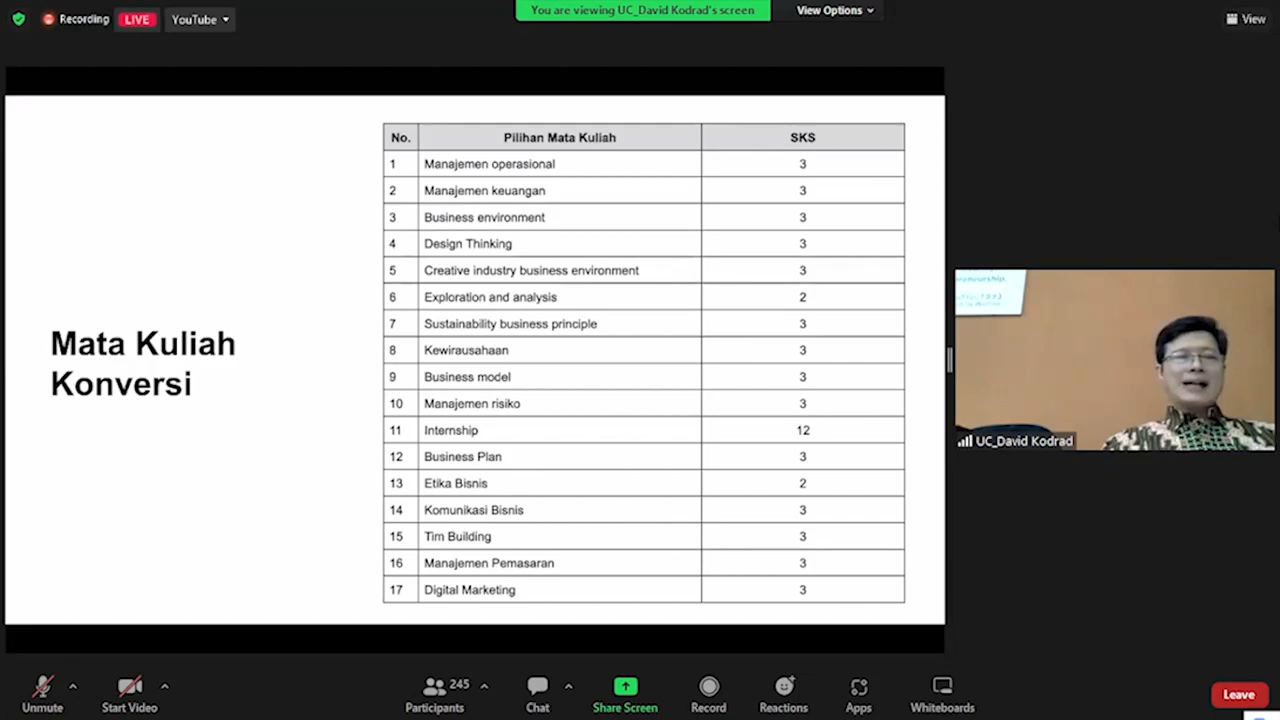 Recording
LIVE
YouTube
You are viewing UC_David Kodrad's screen
View Options
View
Mata Kuliah
Konversi
No. Pilihan Mata Kuliah SKS
1 Manajemen operasional 3
2 Manajemen keuangan 3
3 Business environment 3
4 Design Thinking 3
5 Creative industry business environment 3
6 Exploration and analysis 2
7 Sustainability business principle 3
8 Kewirausahaan 3
9 Business model 3
10 Manajemen risiko 3
11 Internship 12
12 Business Plan 3
13 Etika Bisnis 2
14 Komunikasi Bisnis 3
15 Tim Building 3
16 Manajemen Pemasaran 3
17 Digital Marketing 3
UC_David Kodrad
Unmute
Start Video
245
Participants
Chat
Share Screen
Record
Reactions
Apps
Whiteboards
Leave